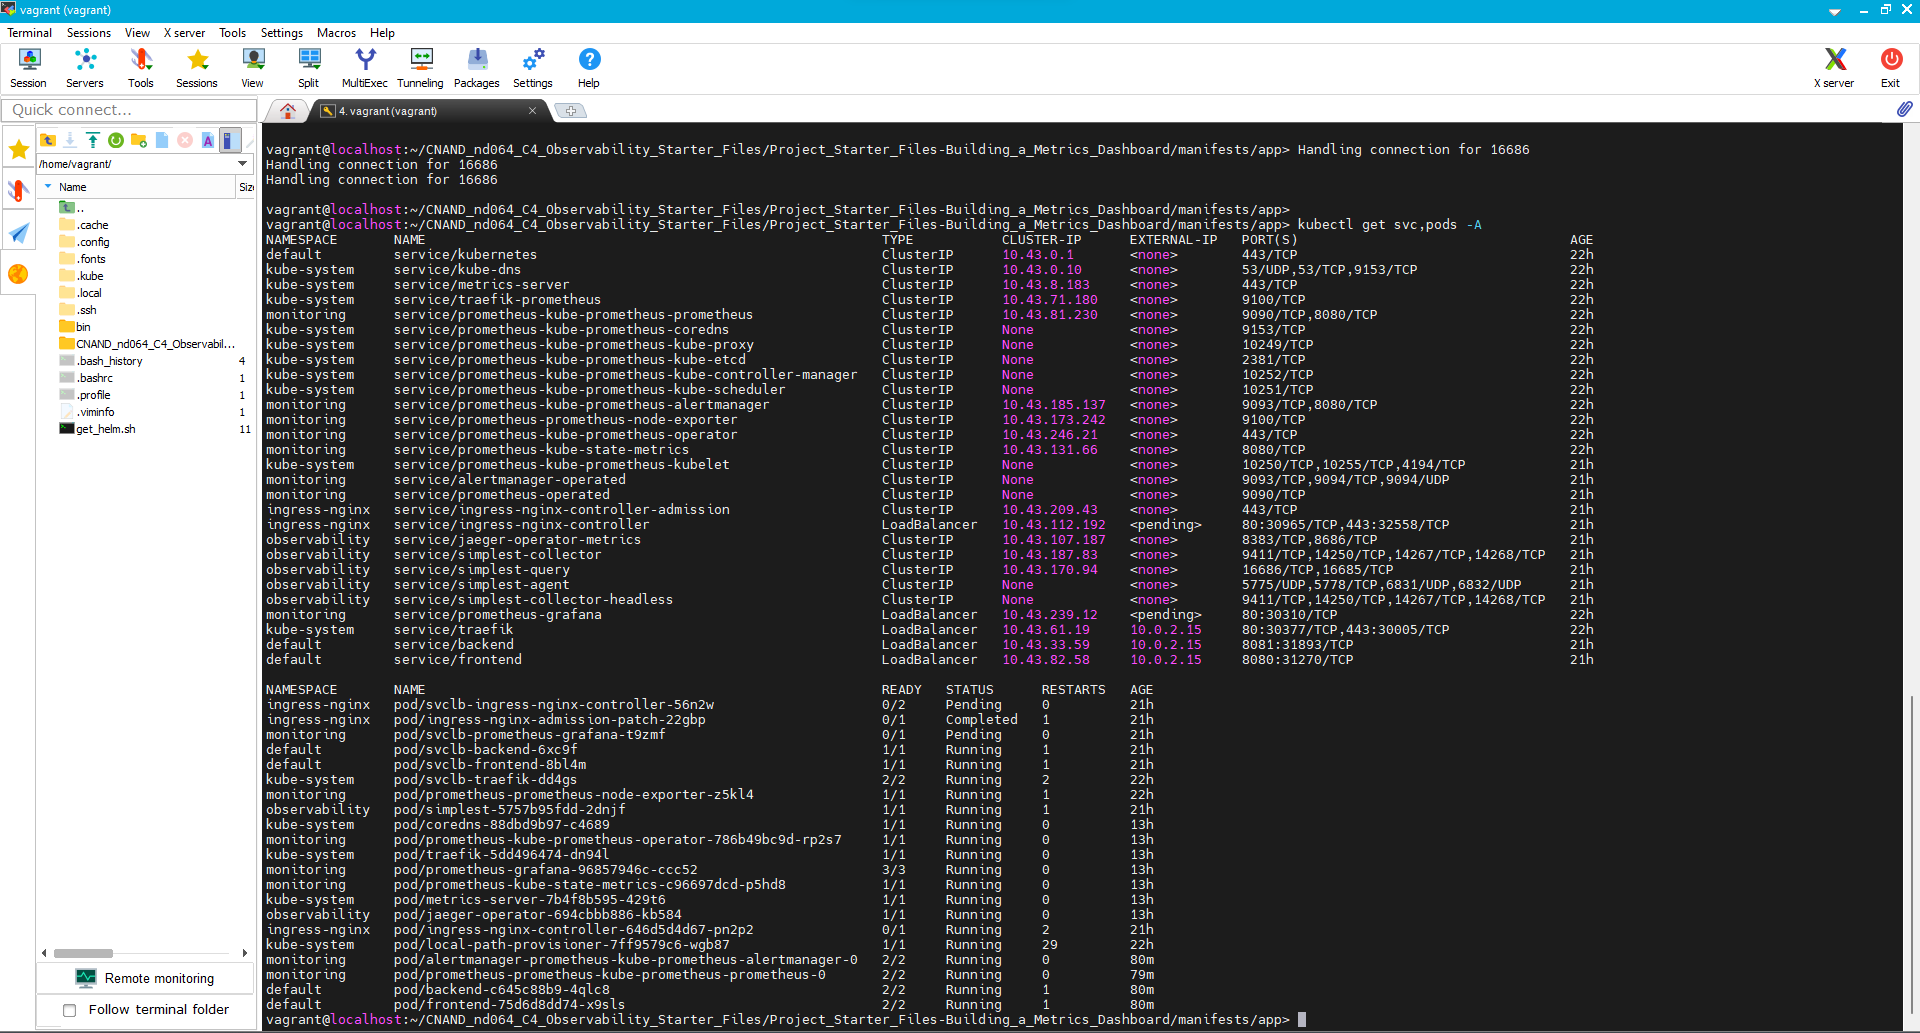 vagrant (vagrant)
Terminal Sessions View X server Tools Settings Macros Help
Session Servers Tools Sessions View Split MultiExec Tunneling Packages Settings Help X server Exit
Quick connect...
4. vagrant (vagrant)
/home/vagrant/
Name Size
..
.cache
.config
.fonts
.kube
.local
.ssh
bin
CNAND_nd064_C4_Observabil...
.bash_history 4
.bashrc 1
.profile 1
.viminfo 1
get_helm.sh 11
Remote monitoring
Follow terminal folder
vagrant@localhost:~/CNAND_nd064_C4_Observability_Starter_Files/Project_Starter_Files-Building_a_Metrics_Dashboard/manifests/app> Handling connection for 16686
Handling connection for 16686
Handling connection for 16686
vagrant@localhost:~/CNAND_nd064_C4_Observability_Starter_Files/Project_Starter_Files-Building_a_Metrics_Dashboard/manifests/app>
vagrant@localhost:~/CNAND_nd064_C4_Observability_Starter_Files/Project_Starter_Files-Building_a_Metrics_Dashboard/manifests/app> kubectl get svc,pods -A
NAMESPACE NAME TYPE CLUSTER-IP EXTERNAL-IP PORT(S) AGE
default service/kubernetes ClusterIP 10.43.0.1 <none> 443/TCP 22h
kube-system service/kube-dns ClusterIP 10.43.0.10 <none> 53/UDP,53/TCP,9153/TCP 22h
kube-system service/metrics-server ClusterIP 10.43.8.183 <none> 443/TCP 22h
kube-system service/traefik-prometheus ClusterIP 10.43.71.180 <none> 9100/TCP 22h
monitoring service/prometheus-kube-prometheus-prometheus ClusterIP 10.43.81.230 <none> 9090/TCP,8080/TCP 22h
kube-system service/prometheus-kube-prometheus-coredns ClusterIP None <none> 9153/TCP 22h
kube-system service/prometheus-kube-prometheus-kube-proxy ClusterIP None <none> 10249/TCP 22h
kube-system service/prometheus-kube-prometheus-kube-etcd ClusterIP None <none> 2381/TCP 22h
kube-system service/prometheus-kube-prometheus-kube-controller-manager ClusterIP None <none> 10252/TCP 22h
kube-system service/prometheus-kube-prometheus-kube-scheduler ClusterIP None <none> 10251/TCP 22h
monitoring service/prometheus-kube-prometheus-alertmanager ClusterIP 10.43.185.137 <none> 9093/TCP,8080/TCP 22h
monitoring service/prometheus-prometheus-node-exporter ClusterIP 10.43.173.242 <none> 9100/TCP 22h
monitoring service/prometheus-kube-prometheus-operator ClusterIP 10.43.246.21 <none> 443/TCP 22h
monitoring service/prometheus-kube-state-metrics ClusterIP 10.43.131.66 <none> 8080/TCP 22h
kube-system service/prometheus-kube-prometheus-kubelet ClusterIP None <none> 10250/TCP,10255/TCP,4194/TCP 21h
monitoring service/alertmanager-operated ClusterIP None <none> 9093/TCP,9094/TCP,9094/UDP 21h
monitoring service/prometheus-operated ClusterIP None <none> 9090/TCP 21h
ingress-nginx service/ingress-nginx-controller-admission ClusterIP 10.43.209.43 <none> 443/TCP 21h
ingress-nginx service/ingress-nginx-controller LoadBalancer 10.43.112.192 <pending> 80:30965/TCP,443:32558/TCP 21h
observability service/jaeger-operator-metrics ClusterIP 10.43.107.187 <none> 8383/TCP,8686/TCP 21h
observability service/simplest-collector ClusterIP 10.43.187.83 <none> 9411/TCP,14250/TCP,14267/TCP,14268/TCP 21h
observability service/simplest-query ClusterIP 10.43.170.94 <none> 16686/TCP,16685/TCP 21h
observability service/simplest-agent ClusterIP None <none> 5775/UDP,5778/TCP,6831/UDP,6832/UDP 21h
observability service/simplest-collector-headless ClusterIP None <none> 9411/TCP,14250/TCP,14267/TCP,14268/TCP 21h
monitoring service/prometheus-grafana LoadBalancer 10.43.239.12 <pending> 80:30310/TCP 22h
kube-system service/traefik LoadBalancer 10.43.61.19 10.0.2.15 80:30377/TCP,443:30005/TCP 22h
default service/backend LoadBalancer 10.43.33.59 10.0.2.15 8081:31893/TCP 21h
default service/frontend LoadBalancer 10.43.82.58 10.0.2.15 8080:31270/TCP 21h
NAMESPACE NAME READY STATUS RESTARTS AGE
ingress-nginx pod/svclb-ingress-nginx-controller-56n2w 0/2 Pending 0 21h
ingress-nginx pod/ingress-nginx-admission-patch-22gbp 0/1 Completed 1 21h
monitoring pod/svclb-prometheus-grafana-t9zmf 0/1 Pending 0 21h
default pod/svclb-backend-6xc9f 1/1 Running 1 21h
default pod/svclb-frontend-8bl4m 1/1 Running 1 21h
kube-system pod/svclb-traefik-dd4gs 2/2 Running 2 22h
monitoring pod/prometheus-prometheus-node-exporter-z5kl4 1/1 Running 1 22h
observability pod/simplest-5757b95fdd-2dnjf 1/1 Running 1 21h
kube-system pod/coredns-88dbd9b97-c4689 1/1 Running 0 13h
monitoring pod/prometheus-kube-prometheus-operator-786b49bc9d-rp2s7 1/1 Running 0 13h
kube-system pod/traefik-5dd496474-dn94l 1/1 Running 0 13h
monitoring pod/prometheus-grafana-96857946c-ccc52 3/3 Running 0 13h
monitoring pod/prometheus-kube-state-metrics-c96697dcd-p5hd8 1/1 Running 0 13h
kube-system pod/metrics-server-7b4f8b595-429t6 1/1 Running 0 13h
observability pod/jaeger-operator-694cbbb886-kb584 1/1 Running 0 13h
ingress-nginx pod/ingress-nginx-controller-646d5d4d67-pn2p2 0/1 Running 2 21h
kube-system pod/local-path-provisioner-7ff9579c6-wgb87 1/1 Running 29 22h
monitoring pod/alertmanager-prometheus-kube-prometheus-alertmanager-0 2/2 Running 0 80m
monitoring pod/prometheus-prometheus-kube-prometheus-prometheus-0 2/2 Running 0 79m
default pod/backend-c645c88b9-4qlc8 2/2 Running 1 80m
default pod/frontend-75d6d8dd74-x9sls 2/2 Running 1 80m
vagrant@localhost:~/CNAND_nd064_C4_Observability_Starter_Files/Project_Starter_Files-Building_a_Metrics_Dashboard/manifests/app>